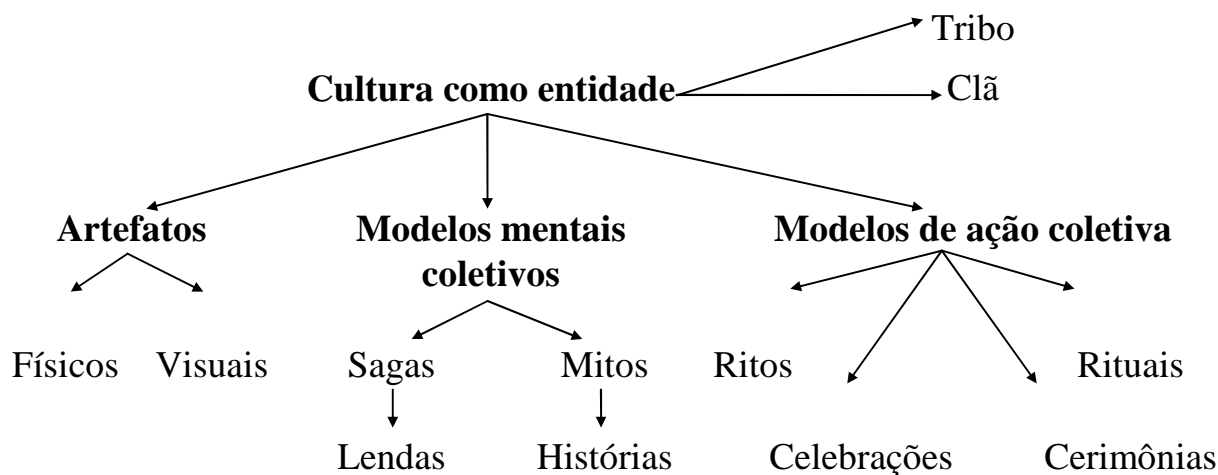 Tribo
Cultura como entidade
Clã
Artefatos
Modelos mentais
coletivos
Modelos de ação coletiva
Físicos
Visuais
Sagas
Mitos
Ritos
Rituais
Lendas
Histórias
Celebrações
Cerimônias